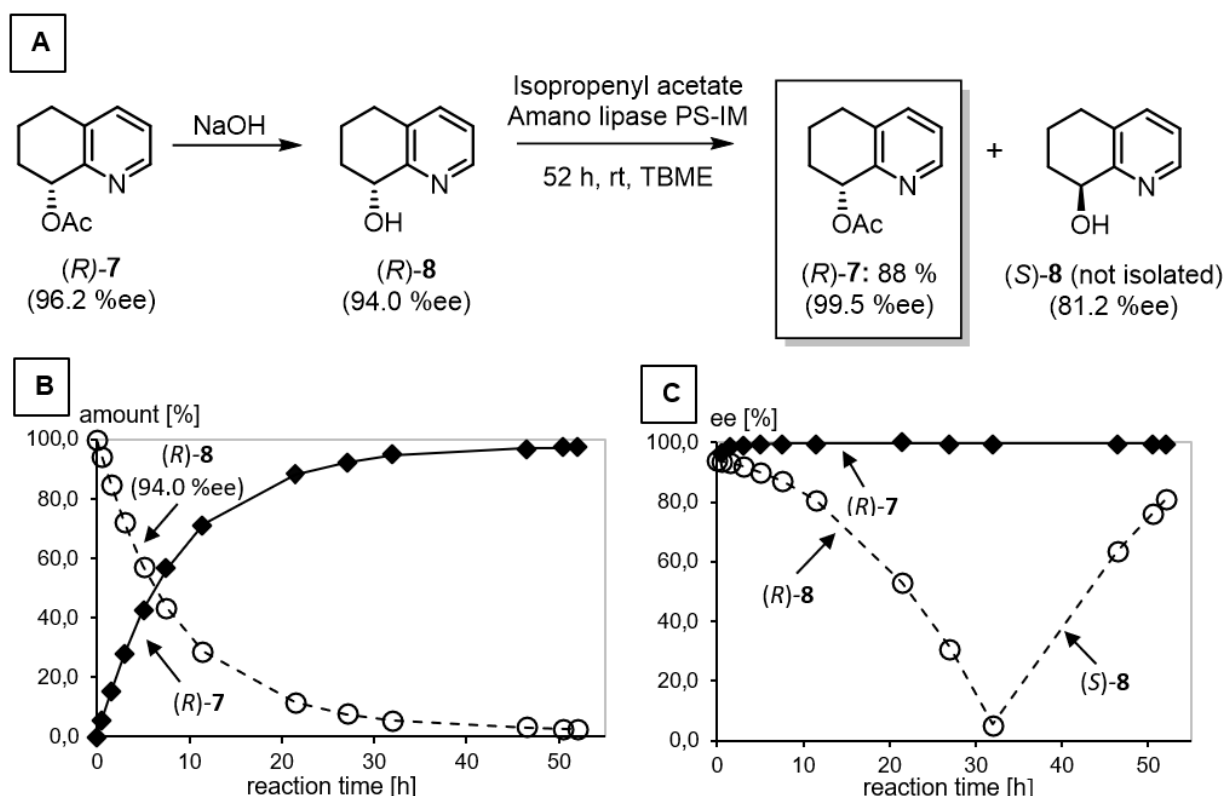 A
NaOH
Isopropenyl acetate
Amano lipase PS-IM
52 h, rt, TBME
N
OAc
N
OH
N
OAc
+
N
OH
(R)-7
(96.2 %ee)
(R)-8
(94.0 %ee)
(R)-7: 88 %
(99.5 %ee)
(S)-8 (not isolated)
(81.2 %ee)
B
amount [%]
100,0
80,0
60,0
40,0
20,0
0,0
(R)-8
(94.0 %ee)
(R)-7
0 10 20 30 40 50
reaction time [h]
C
ee [%]
100,0
80,0
60,0
40,0
20,0
0,0
(R)-7
(R)-8
(S)-8
0 10 20 30 40 50
reaction time [h]